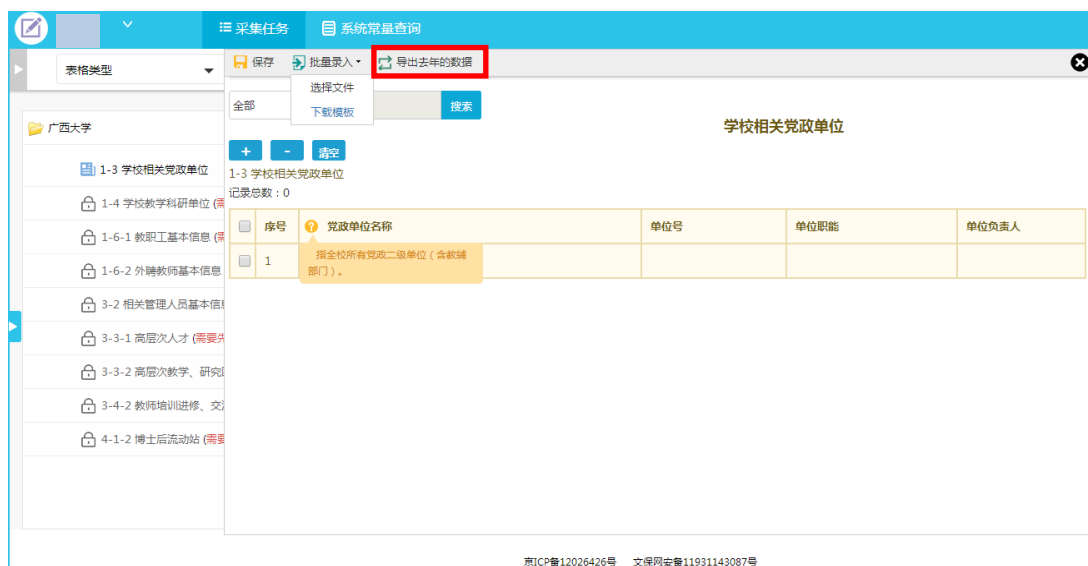 采集任务 系统常量查询
表格类型
保存 批量录入 导出去年的数据
选择文件
下载模板
全部 搜索
学校相关党政单位
+ - 清空
1-3 学校相关党政单位
记录总数：0
序号 党政单位名称 单位号 单位职能 单位负责人
1
指全校所有党政二级单位（含教辅
部门）。
广西大学
1-3 学校相关党政单位
1-4 学校教学科研单位 (需
1-6-1 教职工基本信息 (需
1-6-2 外聘教师基本信息
3-2 相关管理人员基本信息
3-3-1 高层次人才 (需要先
3-3-2 高层次教学、研究团
3-4-2 教师培训进修、交流
4-1-2 博士后流动站 (需要
京ICP备12026426号 文保网安备11931143087号